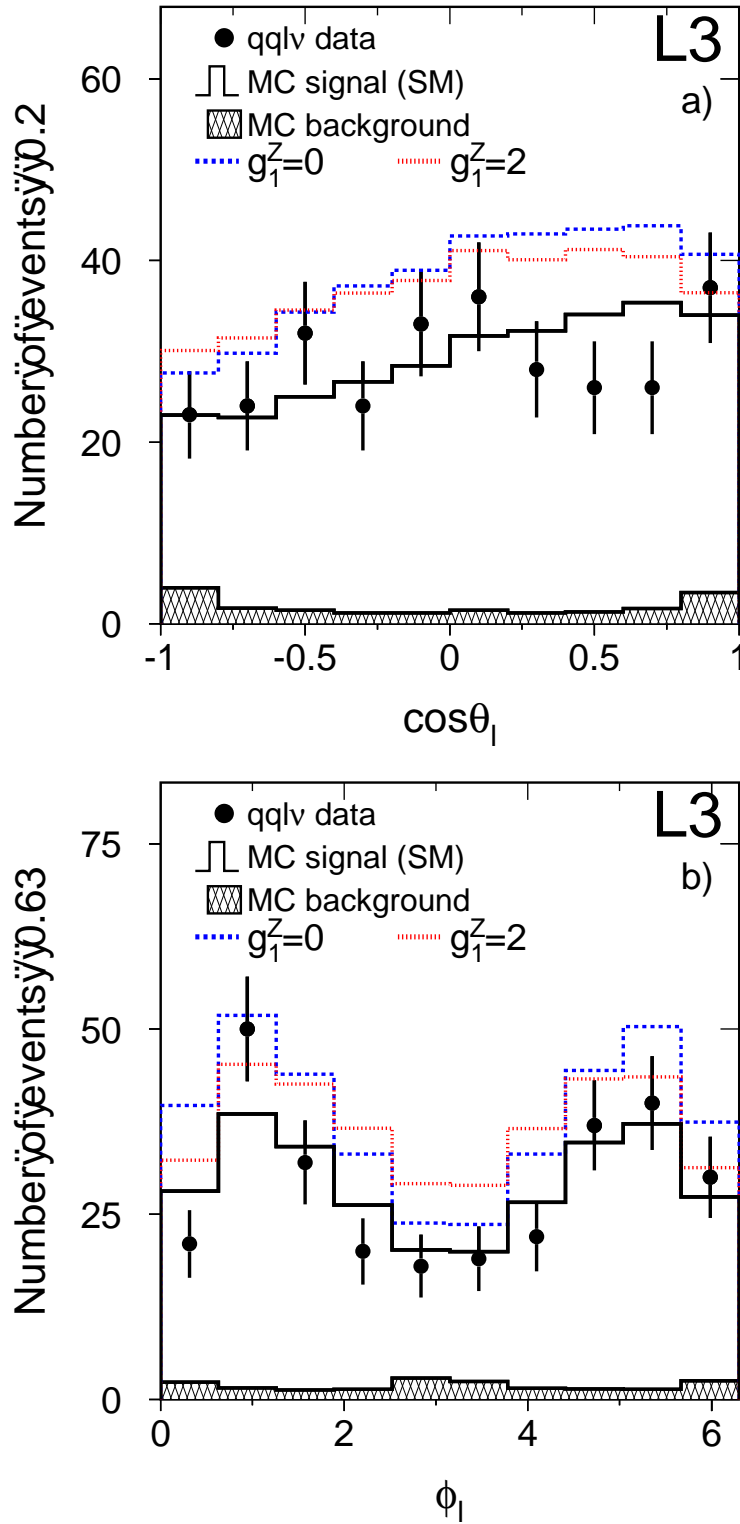 L3
a)
qqlν data
MC signal (SM)
MC background
g₁ᶻ=0 g₁ᶻ=2
60
40
20
0
-1 -0.5 0 0.5 1
cosθ_l
Number of events / 0.2
L3
b)
qqlν data
MC signal (SM)
MC background
g₁ᶻ=0 g₁ᶻ=2
75
50
25
0
0 2 4 6
ϕ_l
Number of events / 0.63